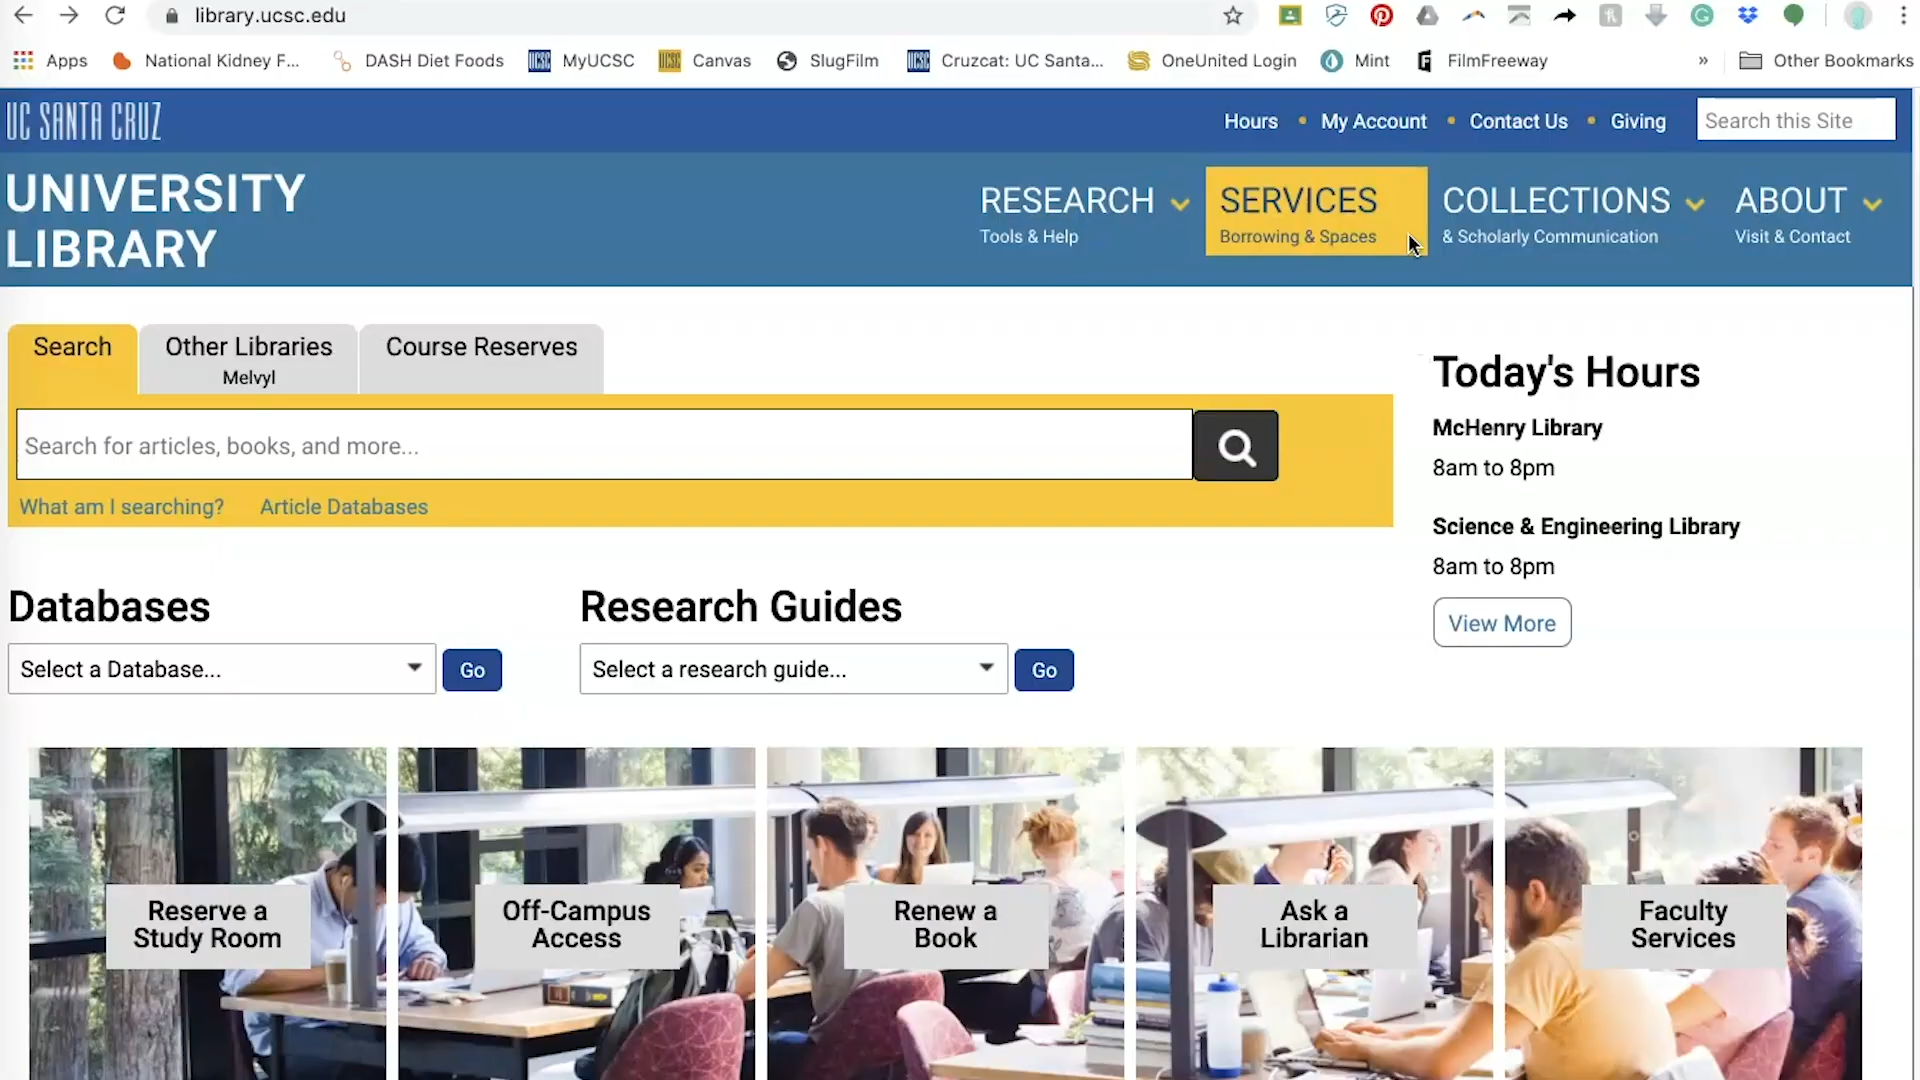 library.ucsc.edu
Apps
National Kidney F...
DASH Diet Foods
UCSC
MyUCSC
UCSC
Canvas
SlugFilm
UCSC
Cruzcat: UC Santa...
OneUnited Login
Mint
FilmFreeway
»
Other Bookmarks
UC SANTA CRUZ
Hours • My Account • Contact Us • Giving
Search this Site
UNIVERSITY
LIBRARY
RESEARCH
Tools & Help
SERVICES
Borrowing & Spaces
COLLECTIONS
& Scholarly Communication
ABOUT
Visit & Contact
Search
Other Libraries
Melvyl
Course Reserves
Search for articles, books, and more...
What am I searching?
Article Databases
Today's Hours
McHenry Library
8am to 8pm
Science & Engineering Library
8am to 8pm
View More
Databases
Select a Database...
Go
Research Guides
Select a research guide...
Go
Reserve a
Study Room
Off-Campus
Access
Renew a
Book
Ask a
Librarian
Faculty
Services